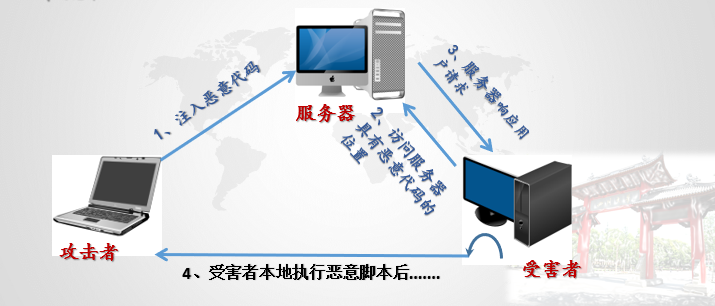 服务器
1、注入恶意代码
3、服务器响应用
户请求
2、访问服务器
具有恶意代码的
位置
攻击者
受害者
4、受害者本地执行恶意脚本后.......